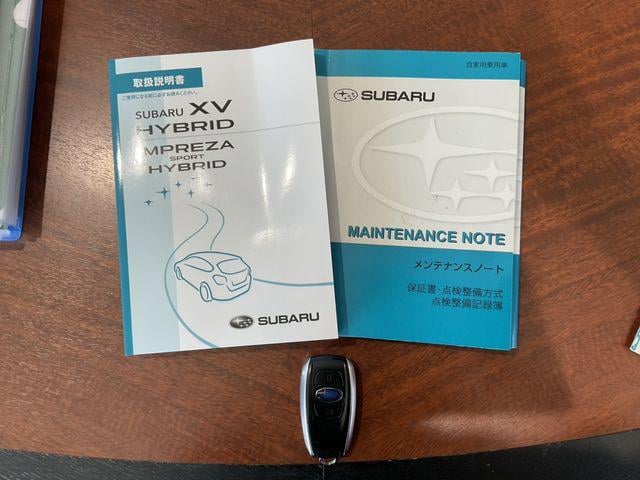 取扱説明書
ご使用になる前に必ずお読みください。
SUBARU XV
HYBRID
IMPREZA
SPORT
HYBRID
SUBARU
自家用乗用車
SUBARU
MAINTENANCE NOTE
メンテナンスノート
保証書・点検整備方式
点検整備記録簿